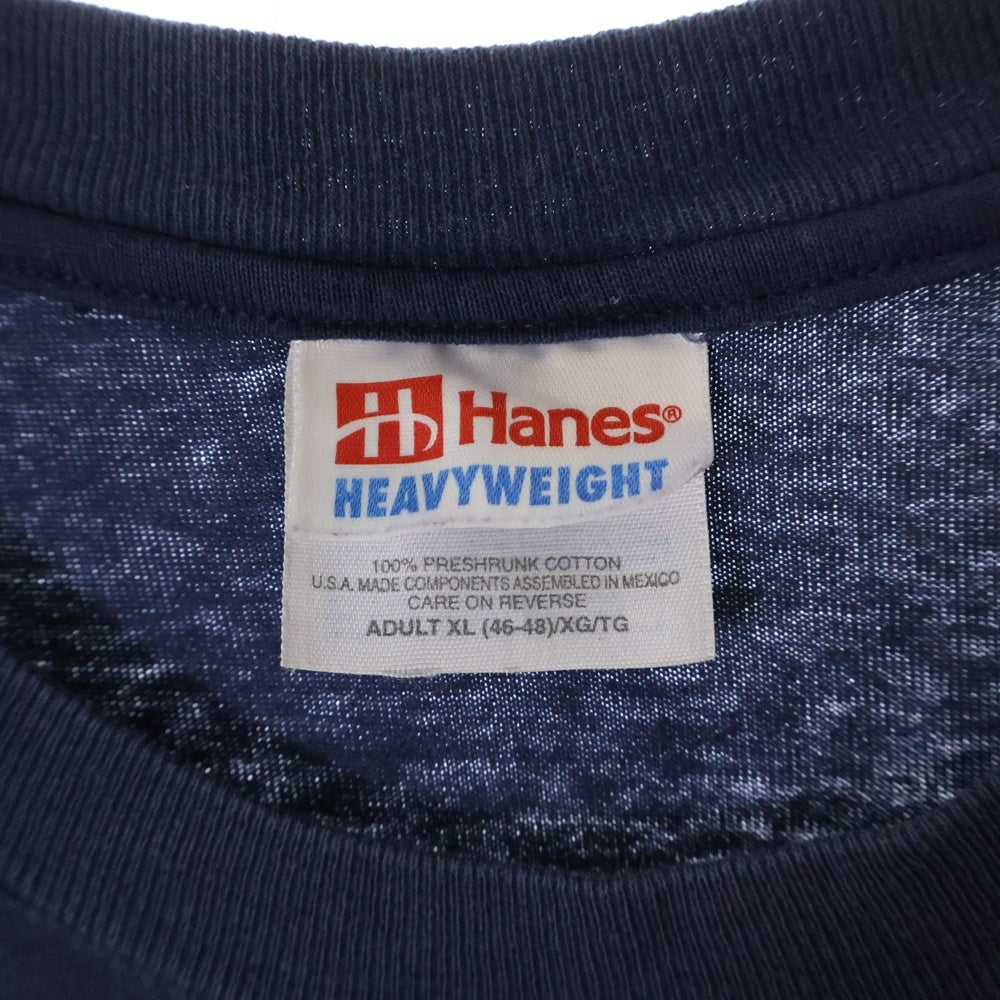 H Hanes®
HEAVYWEIGHT
100% PRESHRUNK COTTON
U.S.A. MADE COMPONENTS ASSEMBLED IN MEXICO
CARE ON REVERSE
ADULT XL (46-48)/XG/TG